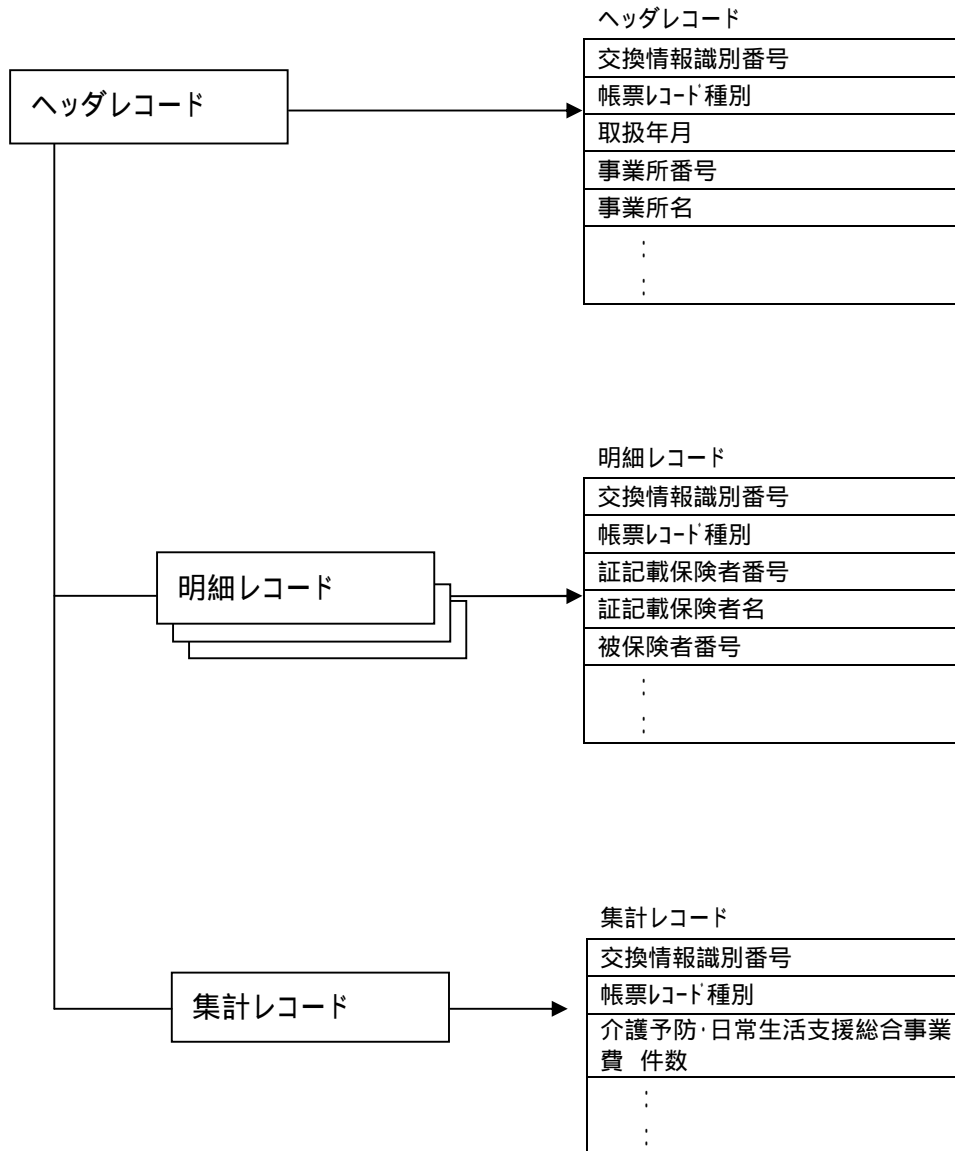 ヘッダレコード
ヘッダレコード
交換情報識別番号
帳票ﾚｺｰﾄﾞ種別
取扱年月
事業所番号
事業所名
:
:
明細レコード
明細レコード
交換情報識別番号
帳票ﾚｺｰﾄﾞ種別
証記載保険者番号
証記載保険者名
被保険者番号
:
:
集計レコード
集計レコード
交換情報識別番号
帳票ﾚｺｰﾄﾞ種別
介護予防･日常生活支援総合事業
費 件数
:
: